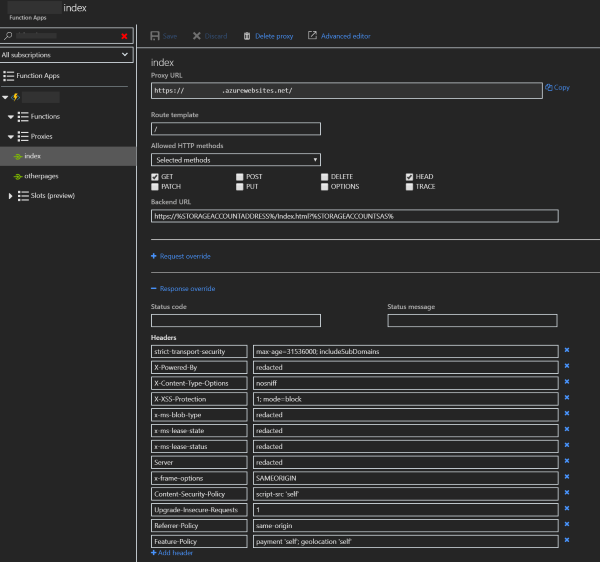 index
Function Apps
Save Discard Delete proxy Advanced editor
All subscriptions
Function Apps
Functions
Proxies
index
otherpages
Slots (preview)
index
Proxy URL
https:// .azurewebsites.net/
Copy
Route template
/
Allowed HTTP methods
Selected methods
GET POST DELETE HEAD
PATCH PUT OPTIONS TRACE
Backend URL
https://%STORAGEACCOUNTADDRESS%/Index.html?%STORAGEACCOUNTSAS%
Request override
Response override
Status code Status message
Headers
strict-transport-security max-age=31536000; includeSubDomains
X-Powered-By redacted
X-Content-Type-Options nosniff
X-XSS-Protection 1; mode=block
x-ms-blob-type redacted
x-ms-lease-state redacted
x-ms-lease-status redacted
Server redacted
x-frame-options SAMEORIGIN
Content-Security-Policy script-src 'self'
Upgrade-Insecure-Requests 1
Referrer-Policy same-origin
Feature-Policy payment 'self'; geolocation 'self'
Add header